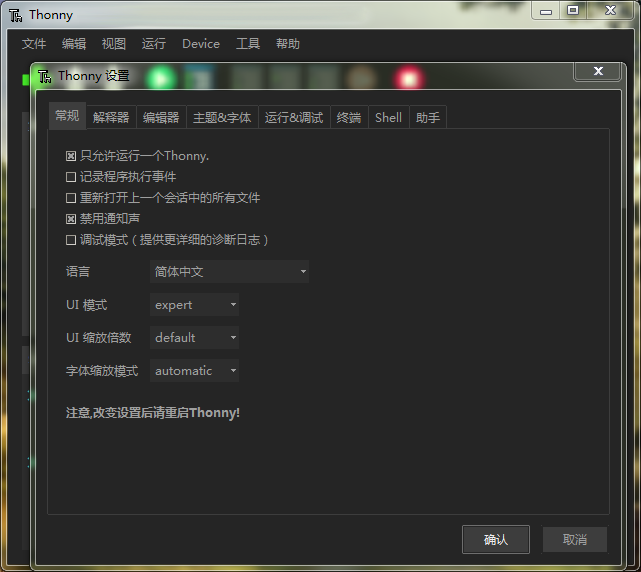 Thonny
文件 编辑 视图 运行 Device 工具 帮助
Thonny 设置
常规 解释器 编辑器 主题&字体 运行&调试 终端 Shell 助手
只允许运行一个Thonny.
记录程序执行事件
重新打开上一个会话中的所有文件
禁用通知声
调试模式（提供更详细的诊断日志）
语言 简体中文
UI 模式 expert
UI 缩放倍数 default
字体缩放模式 automatic
注意,改变设置后请重启Thonny!
确认 取消